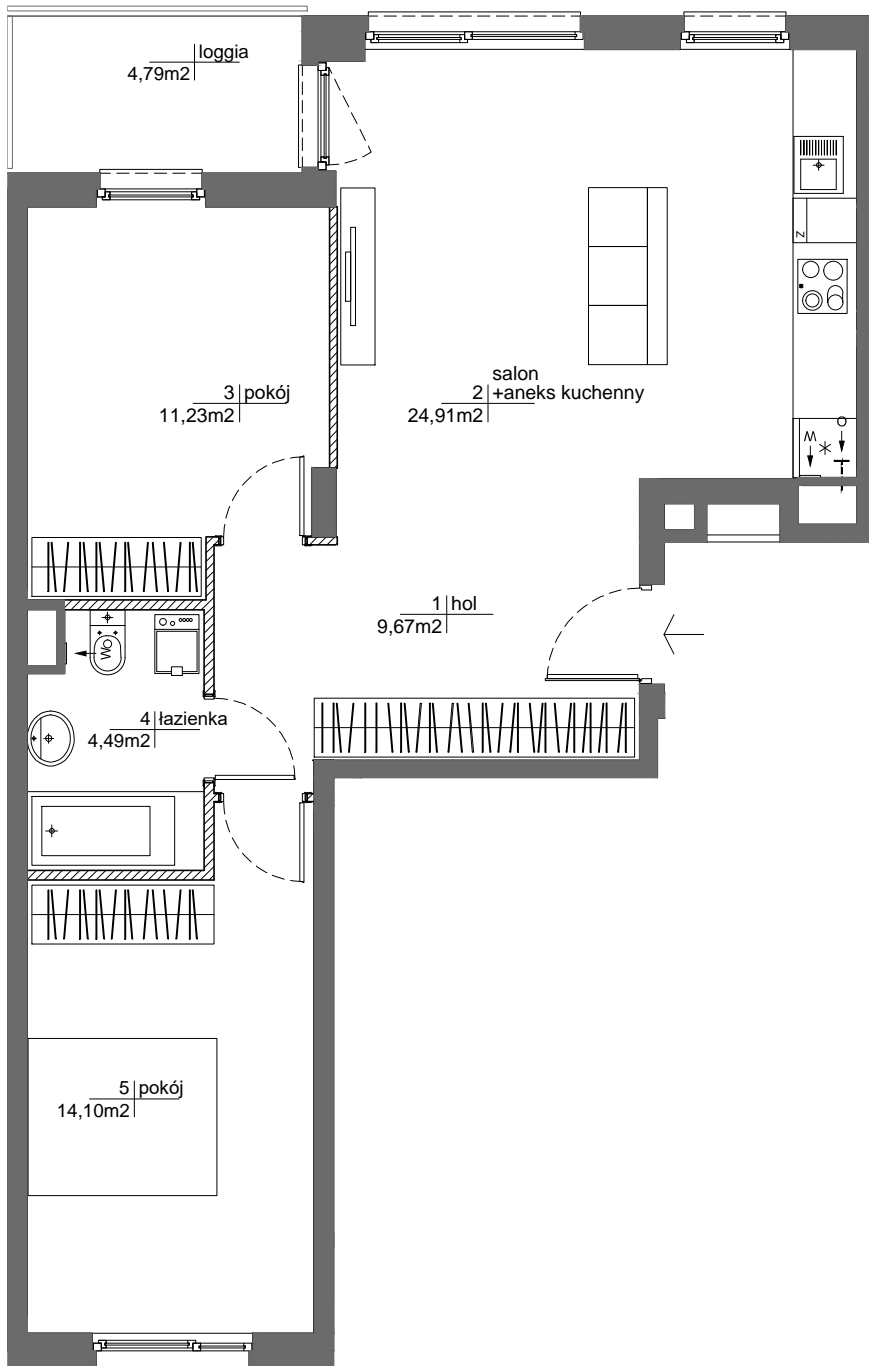 loggia
4,79m2
salon
2 +aneks kuchenny
24,91m2
3 pokój
11,23m2
1 hol
9,67m2
4 łazienka
4,49m2
5 pokój
14,10m2
Z
W
O
Wo